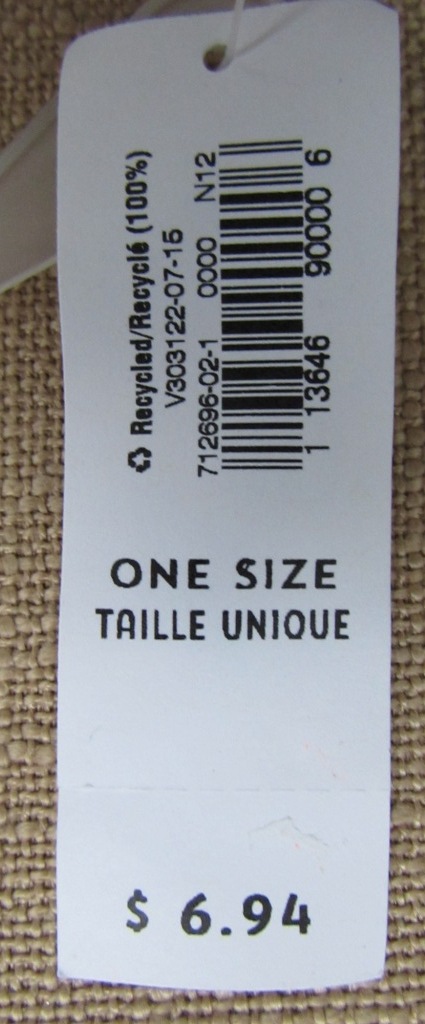 Recycled/Recyclé (100%)
V303122-07-15
712696-02-1 0000 N12
1 13646 90000 6
ONE SIZE
TAILLE UNIQUE
$ 6.94